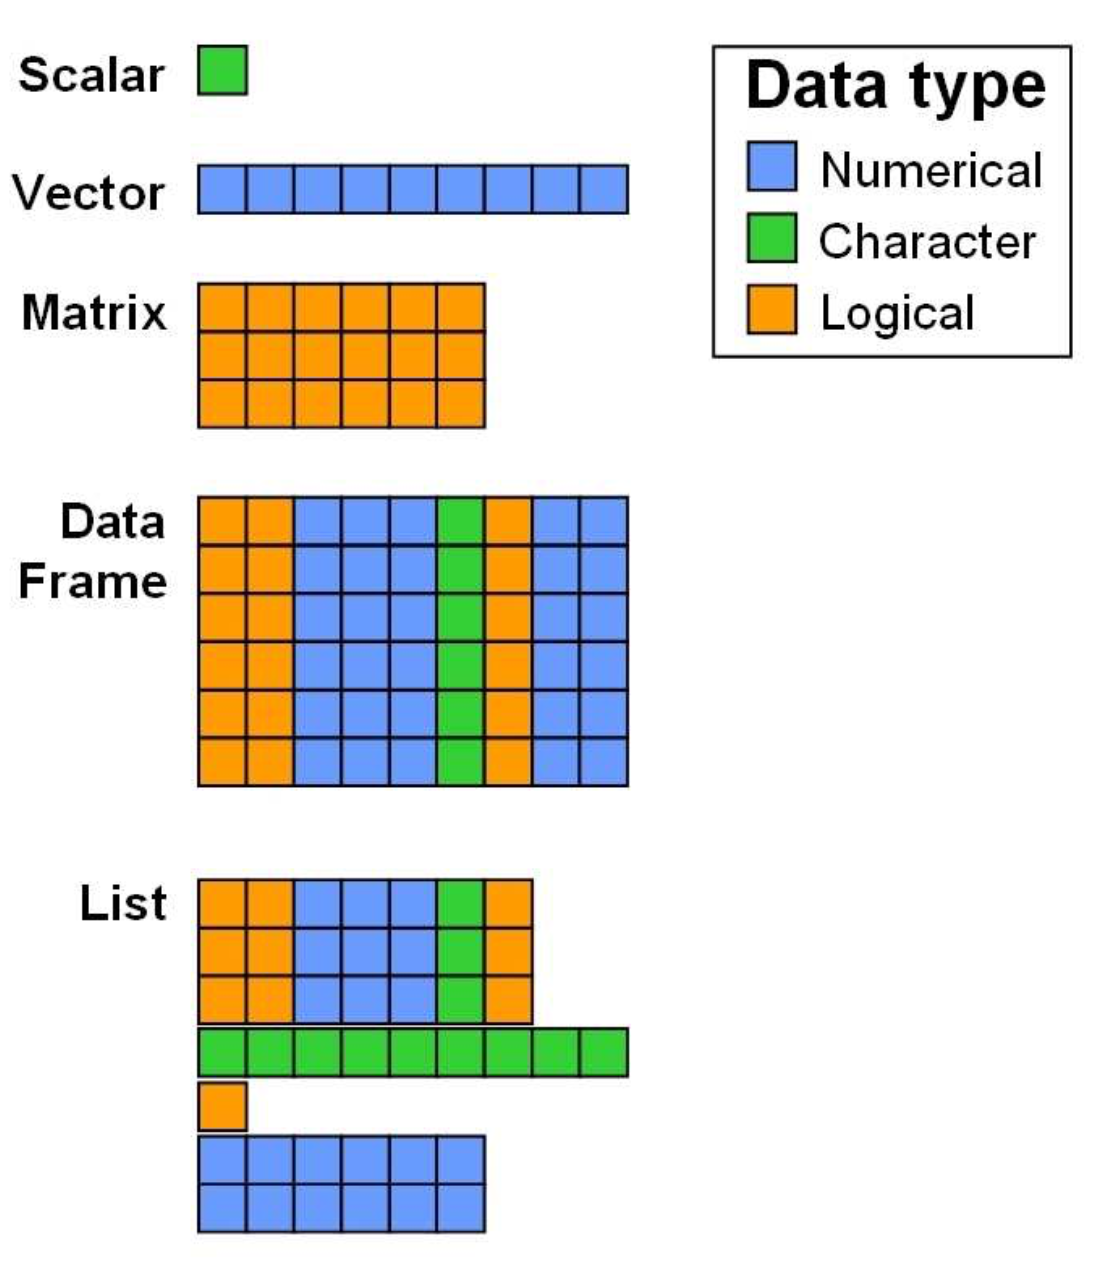 Scalar
Vector
Matrix
Data
Frame
List
Data type
Numerical
Character
Logical